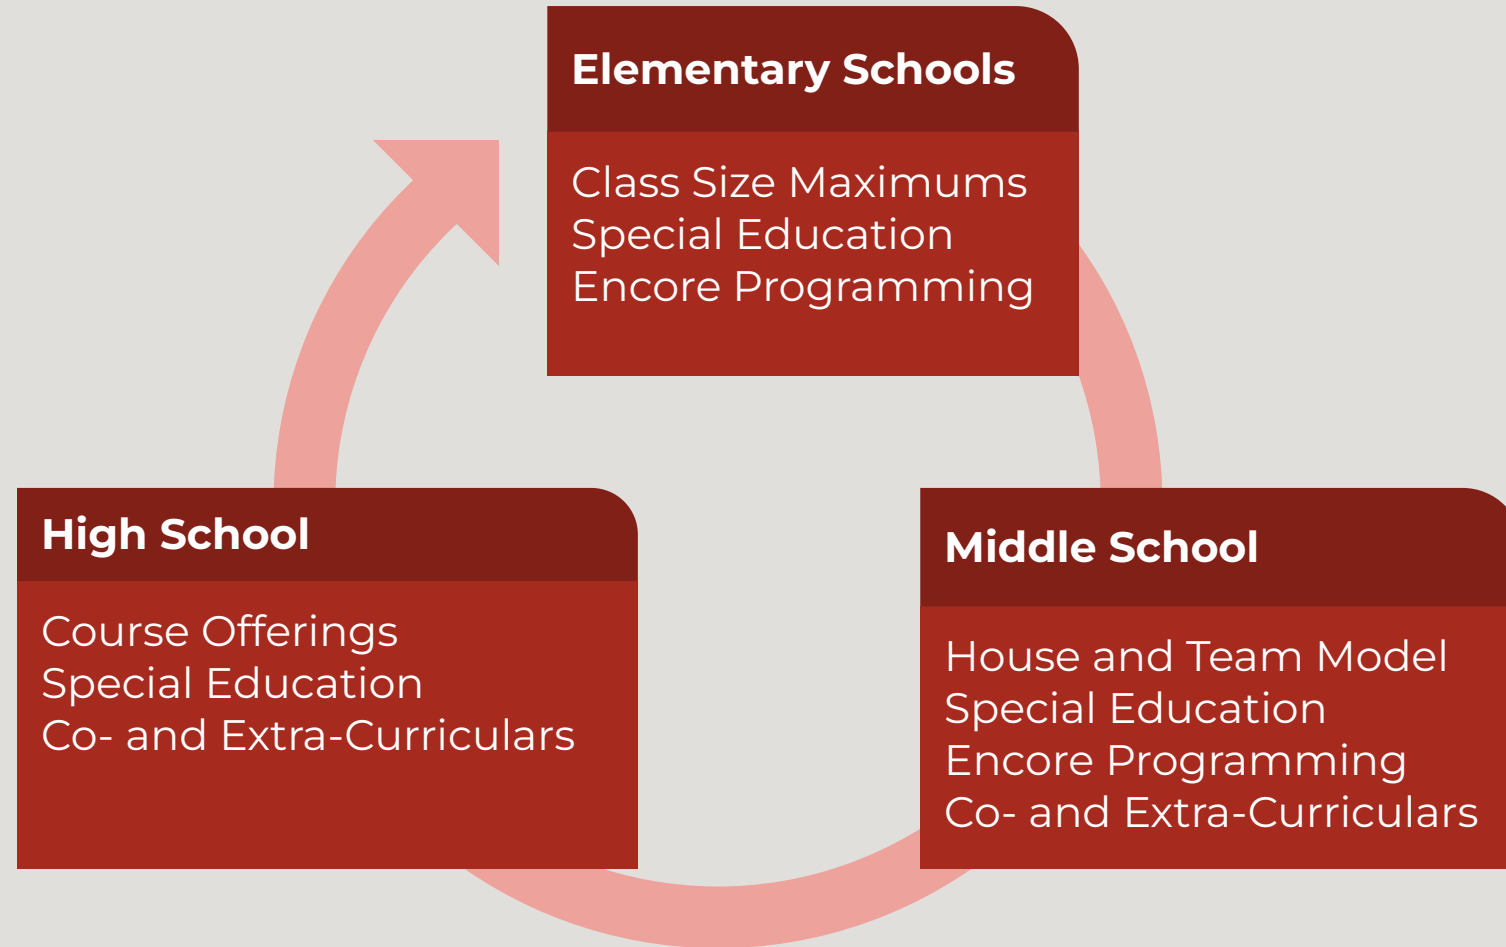 Elementary Schools
Class Size Maximums
Special Education
Encore Programming
High School
Course Offerings
Special Education
Co- and Extra-Curriculars
Middle School
House and Team Model
Special Education
Encore Programming
Co- and Extra-Curriculars